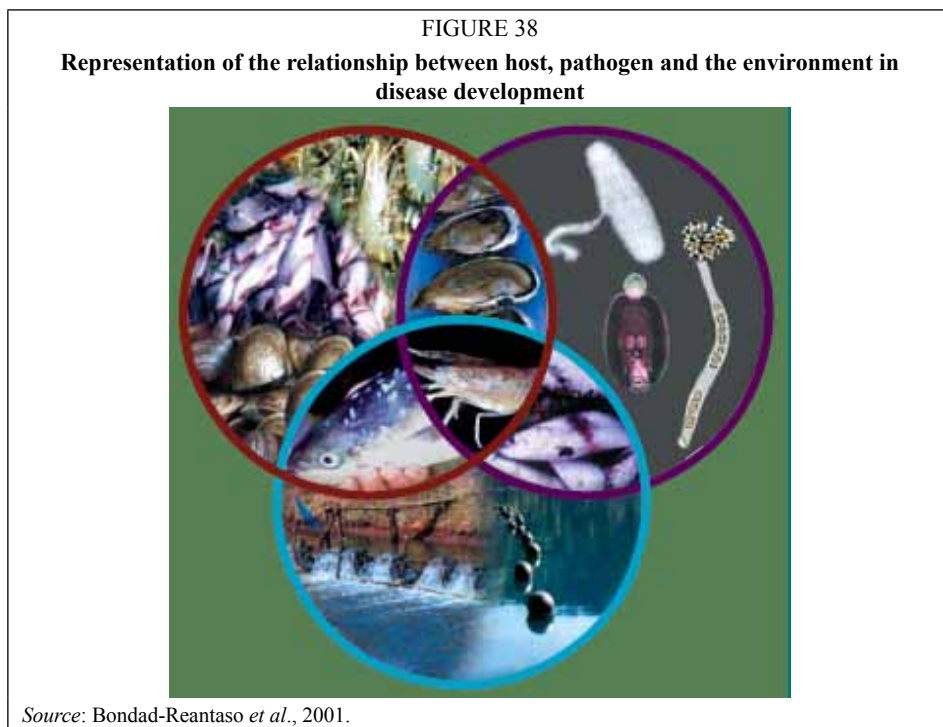 FIGURE 38
Representation of the relationship between host, pathogen and the environment in
disease development
Source: Bondad-Reantaso et al., 2001.